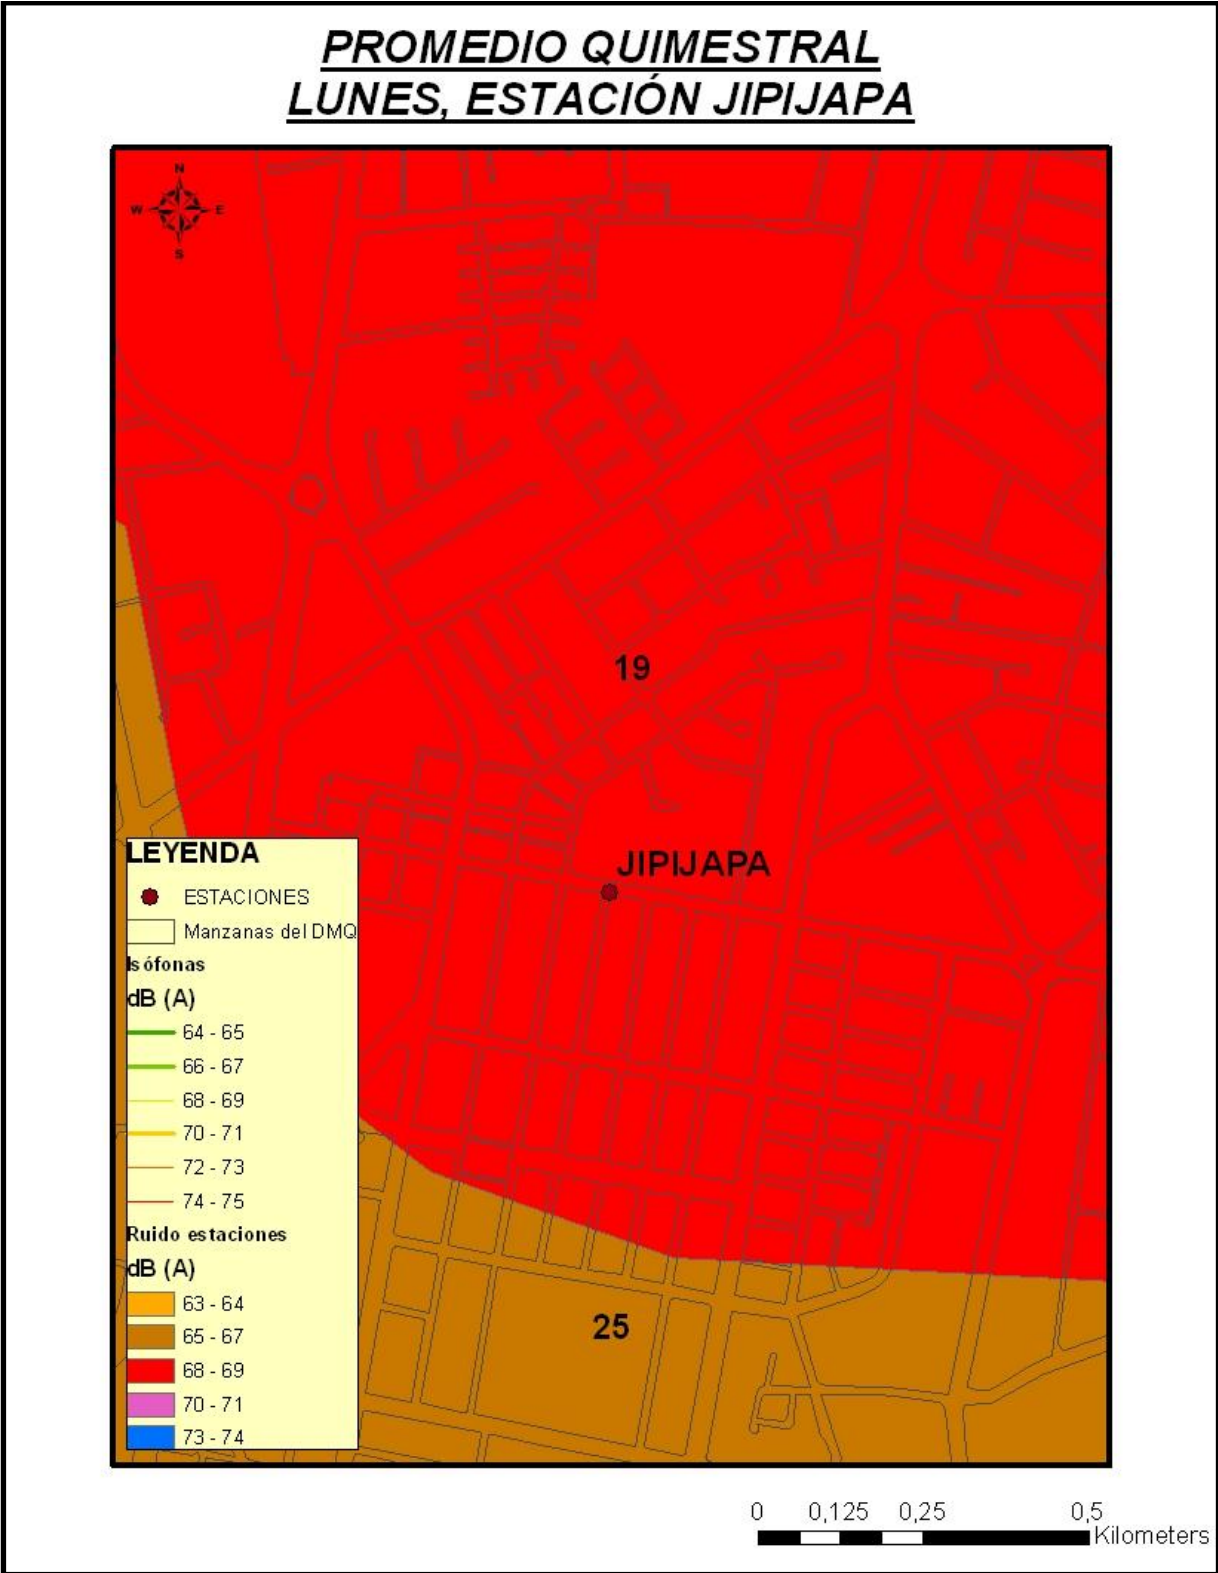 PROMEDIO QUIMESTRAL
LUNES, ESTACIÓN JIPIJAPA
N
W E
S
19
JIPIJAPA
LEYENDA
ESTACIONES
Manzanas del DMQ
Isófonas
dB (A)
64 - 65
66 - 67
68 - 69
70 - 71
72 - 73
74 - 75
Ruido estaciones
dB (A)
63 - 64
65 - 67
68 - 69
70 - 71
73 - 74
25
0 0,125 0,25 0,5
Kilometers